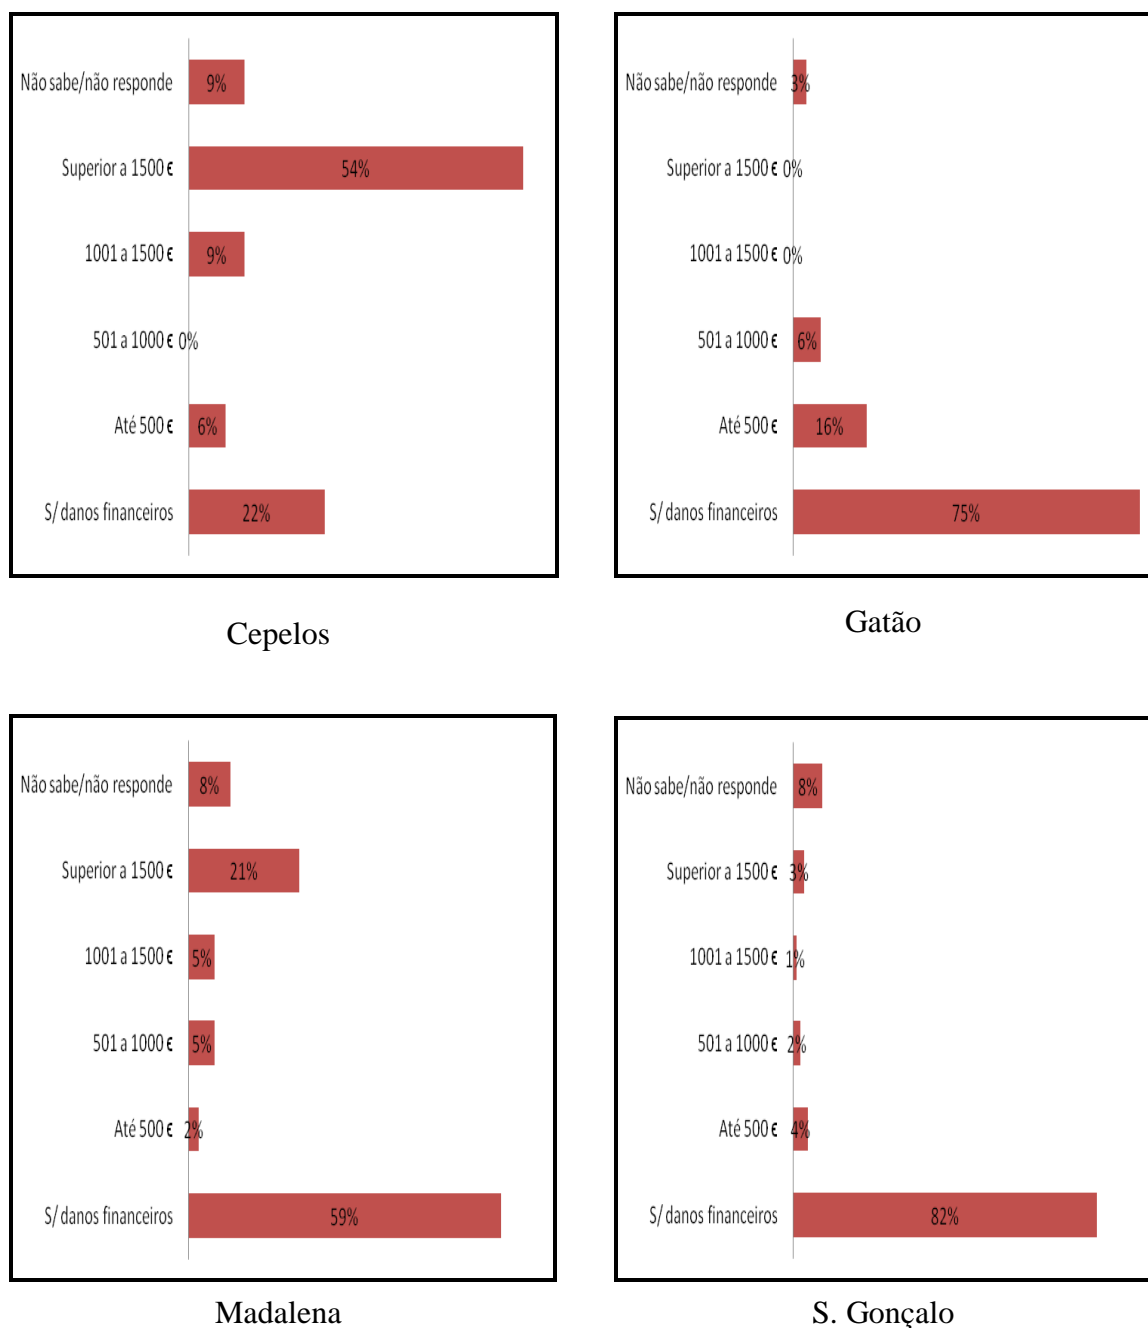 Não sabe/não responde 9%
Superior a 1500 € 54%
1001 a 1500 € 9%
501 a 1000 € 0%
Até 500 € 6%
S/ danos financeiros 22%
Cepelos
Não sabe/não responde 3%
Superior a 1500 € 0%
1001 a 1500 € 0%
501 a 1000 € 6%
Até 500 € 16%
S/ danos financeiros 75%
Gatão
Não sabe/não responde 8%
Superior a 1500 € 21%
1001 a 1500 € 5%
501 a 1000 € 5%
Até 500 € 2%
S/ danos financeiros 59%
Madalena
Não sabe/não responde 8%
Superior a 1500 € 3%
1001 a 1500 € 1%
501 a 1000 € 2%
Até 500 € 4%
S/ danos financeiros 82%
S. Gonçalo